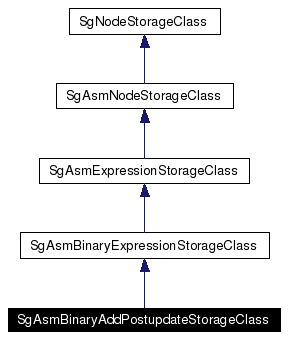 SgNodeStorageClass
SgAsmNodeStorageClass
SgAsmExpressionStorageClass
SgAsmBinaryExpressionStorageClass
SgAsmBinaryAddPostupdateStorageClass